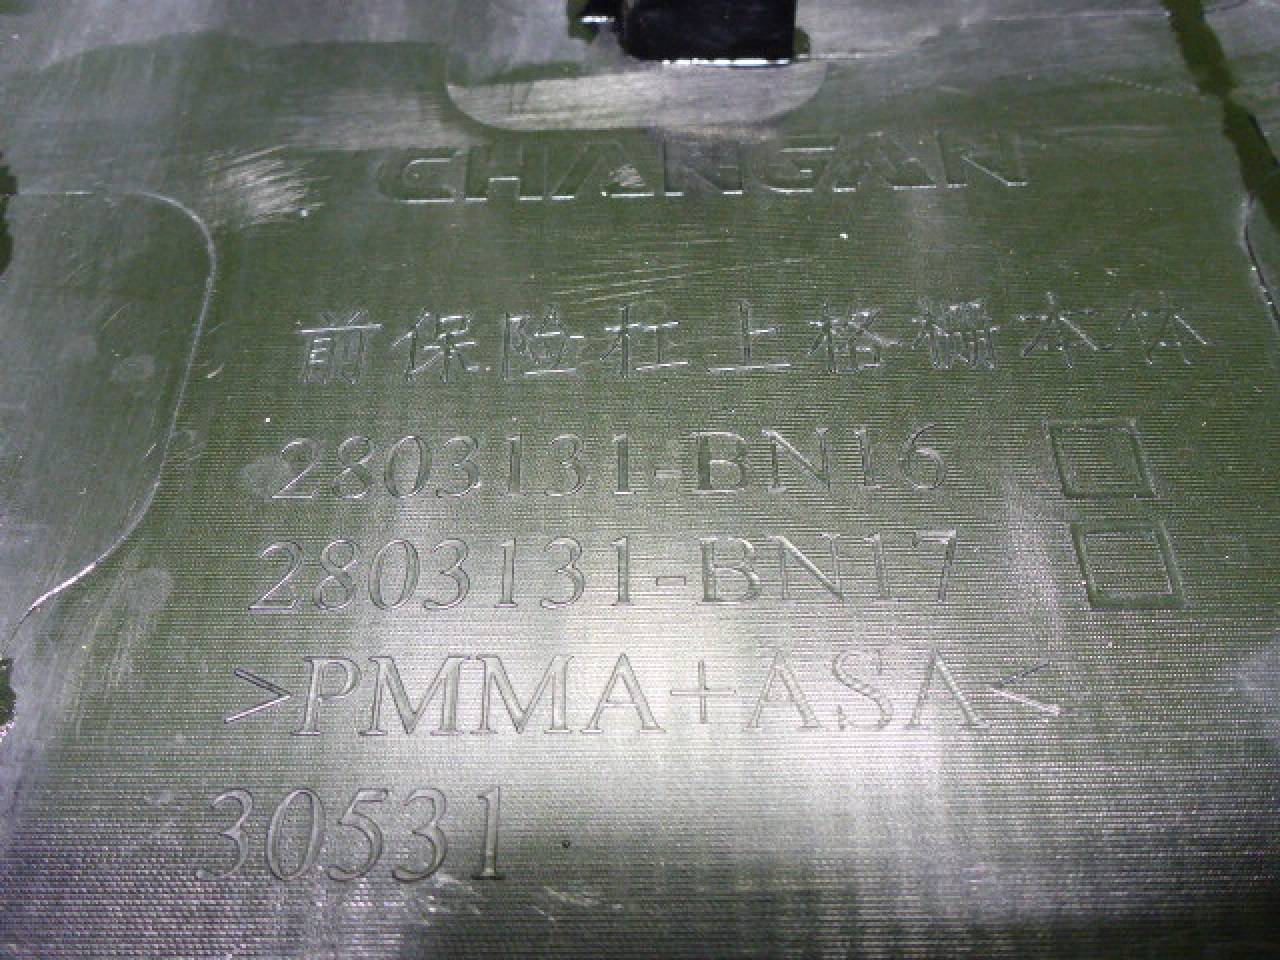 CHANGAN
前保险杠上格栅本体
2803131-BN16 □
2803131-BN17 □
>PMMA+ASA<
30531